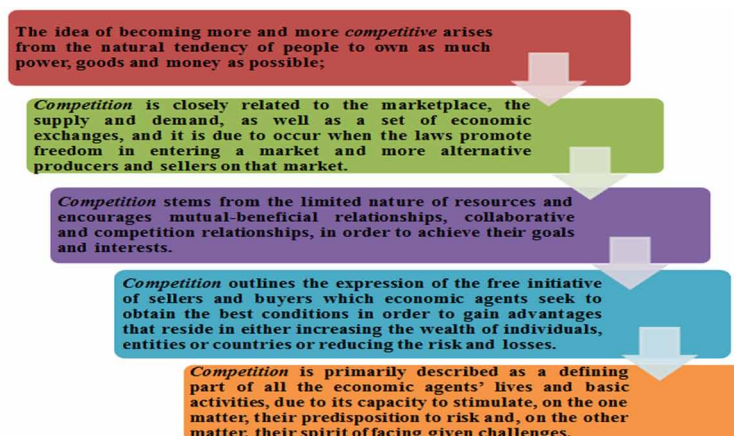 The idea of becoming more and more competitive arises
from the natural tendency of people to own as much
power, goods and money as possible;
Competition is closely related to the marketplace, the
supply and demand, as well as a set of economic
exchanges, and it is due to occur when the laws promote
freedom in entering a market and more alternative
producers and sellers on that market.
Competition stems from the limited nature of resources and
encourages mutual-beneficial relationships, collaborative
and competition relationships, in order to achieve their goals
and interests.
Competition outlines the expression of the free initiative
of sellers and buyers which economic agents seek to
obtain the best conditions in order to gain advantages
that reside in either increasing the wealth of individuals,
entities or countries or reducing the risk and losses.
Competition is primarily described as a defining
part of all the economic agents' lives and basic
activities, due to its capacity to stimulate, on the one
matter, their predisposition to risk and, on the other
matter, their spirit of facing given challenges.